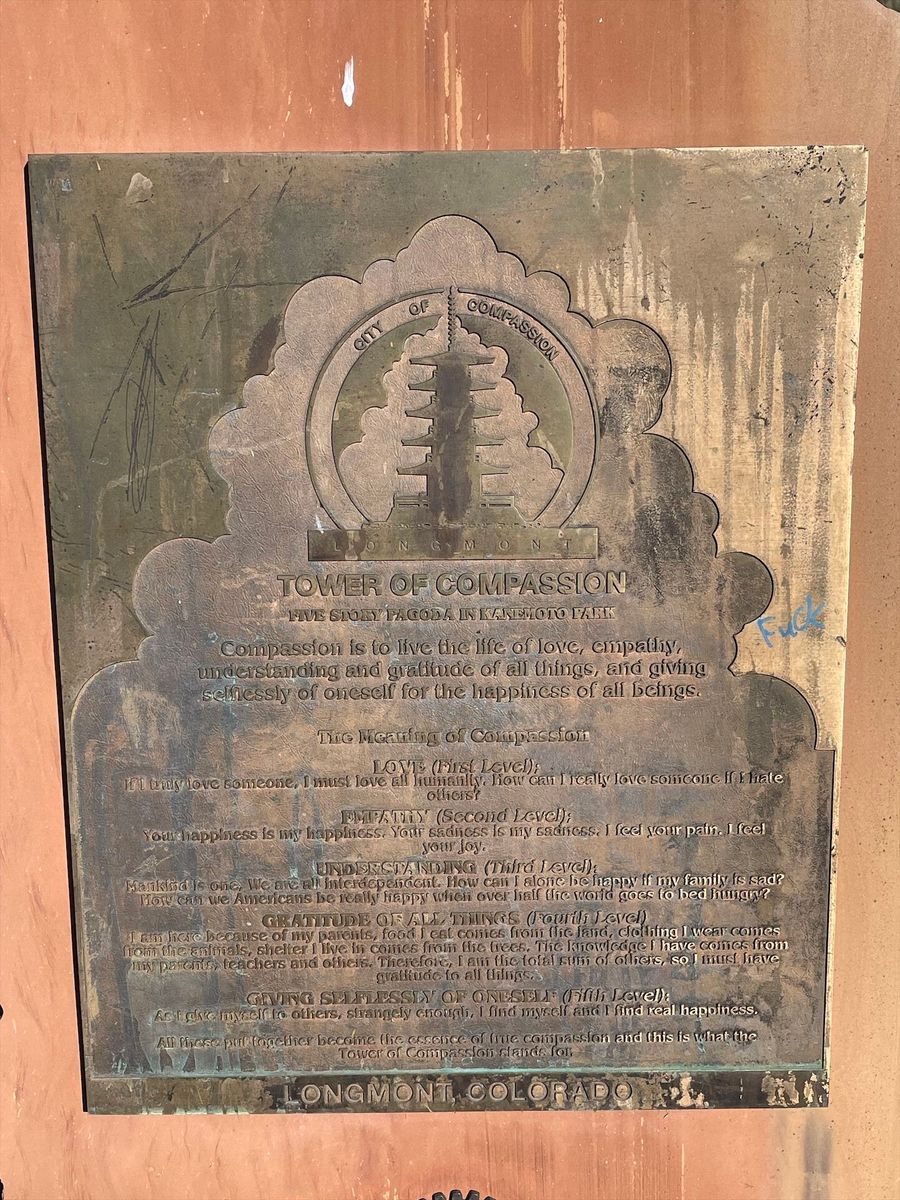 CITY OF COMPASSION
LONGMONT
TOWER OF COMPASSION
FIVE STORY PAGODA IN KANEMOTO PARK
Compassion is to live the life of love, empathy,
understanding and gratitude of all things, and giving
selflessly of oneself for the happiness of all beings.
Fuck
The Meaning of Compassion
LOVE (First Level):
If I truly love someone, I must love all humanity. How can I really love someone if I hate
others?
EMPATHY (Second Level):
Your happiness is my happiness. Your sadness is my sadness. I feel your pain. I feel
your joy.
UNDERSTANDING (Third Level):
Mankind is one, We are all interdependent. How can I alone be happy if my family is sad?
How can we Americans be really happy when over half the world goes to bed hungry?
GRATITUDE OF ALL THINGS (Fourth Level)
I am here because of my parents, food I eat comes from the land, clothing I wear comes
from the animals, shelter I live in comes from the trees. The knowledge I have comes from
my parents, teachers and others. Therefore, I am the total sum of others, so I must have
gratitude to all things.
GIVING SELFLESSLY OF ONESELF (Fifth Level):
As I give myself to others, strangely enough, I find myself and I find real happiness.
All these put together become the essence of true compassion and this is what the
Tower of Compassion stands for.
LONGMONT, COLORADO